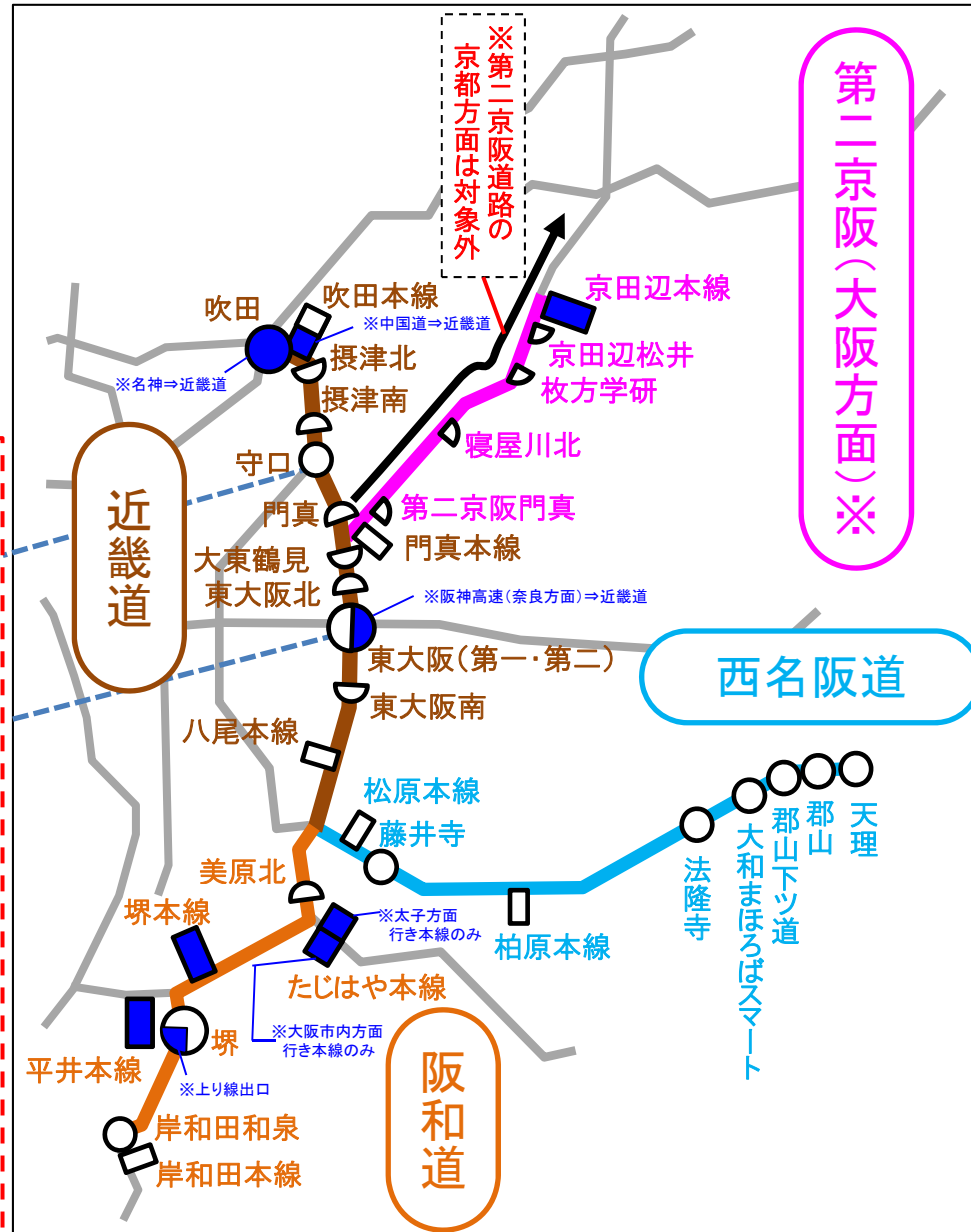 ※第二京阪道路の
京都方面は対象外
第二京阪(大阪方面)※
吹田
吹田本線
※中国道⇒近畿道
※名神⇒近畿道
摂津北
摂津南
守口
門真
大東鶴見
東大阪北
京田辺本線
京田辺松井
枚方学研
寝屋川北
第二京阪門真
門真本線
近畿道
※阪神高速(奈良方面)⇒近畿道
東大阪(第一・第二)
東大阪南
八尾本線
西名阪道
松原本線
藤井寺
柏原本線
法隆寺
大和まほろばスマート
郡山下ツ道
郡山
天理
美原北
堺本線
※太子方面
行き本線のみ
たじはや本線
※大阪市内方面
行き本線のみ
堺
平井本線
※上り線出口
岸和田和泉
岸和田本線
阪和道